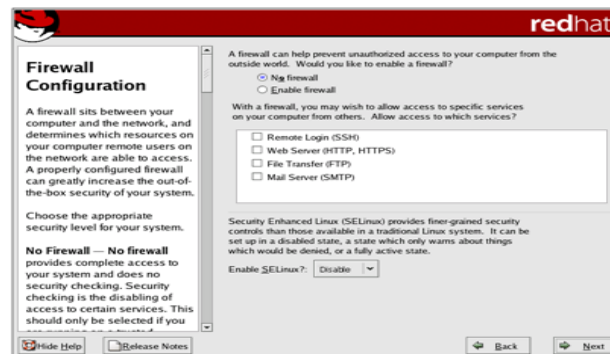 redhat
Firewall
Configuration
A firewall sits between your
computer and the network, and
determines which resources on
your computer remote users on
the network are able to access.
A properly configured firewall
can greatly increase the out-of-
the-box security of your system.
Choose the appropriate
security level for your system.
No Firewall — No firewall
provides complete access to
your system and does no
security checking. Security
checking is the disabling of
access to certain services. This
should only be selected if you
A firewall can help prevent unauthorized access to your computer from the
outside world. Would you like to enable a firewall?
No firewall
Enable firewall
With a firewall, you may wish to allow access to specific services
on your computer from others. Allow access to which services?
Remote Login (SSH)
Web Server (HTTP, HTTPS)
File Transfer (FTP)
Mail Server (SMTP)
Security Enhanced Linux (SELinux) provides finer-grained security
controls than those available in a traditional Linux system. It can be
set up in a disabled state, a state which only warns about things
which would be denied, or a fully active state.
Enable SELinux?: Disable
Hide Help
Release Notes
Back
Next